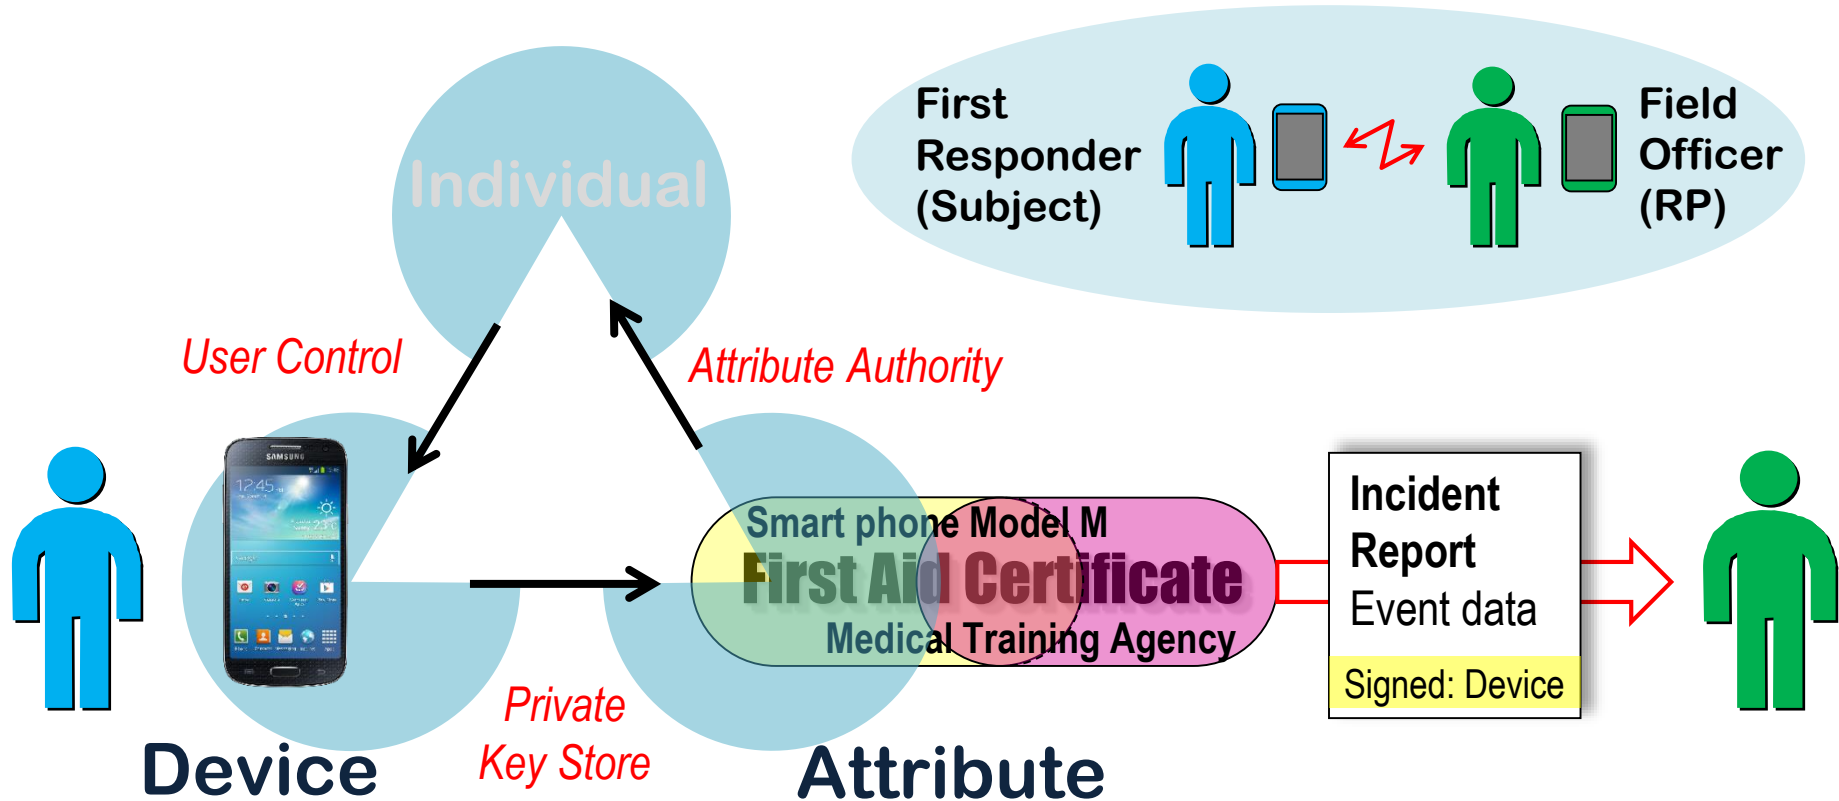 First
Responder
(Subject)
Field
Officer
(RP)
Individual
User Control
Attribute Authority
SAMSUNG
12:45
Smart phone Model M
First Aid Certificate
Medical Training Agency
Incident
Report
Event data
Signed: Device
Private
Key Store
Device
Attribute